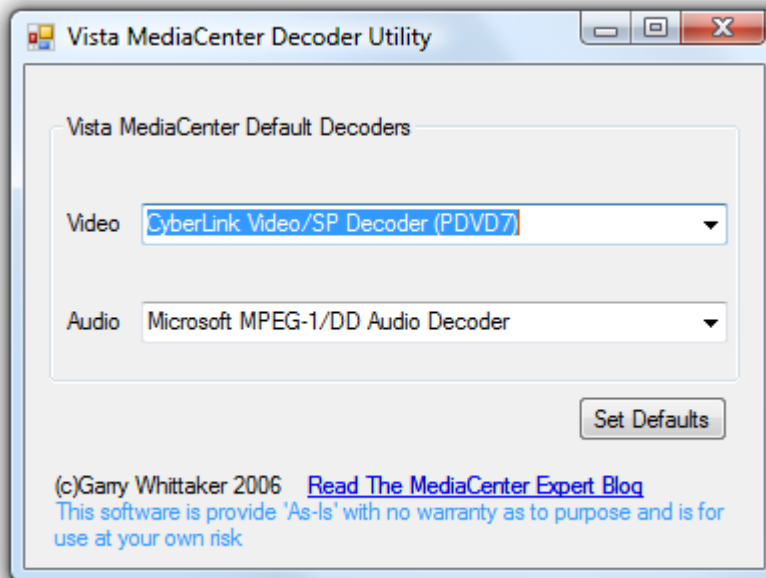 Vista MediaCenter Decoder Utility
Vista MediaCenter Default Decoders
Video CyberLink Video/SP Decoder (PDVD7)
Audio Microsoft MPEG-1/DD Audio Decoder
Set Defaults
(c)Garry Whittaker 2006 Read The MediaCenter Expert Blog
This software is provide 'As-Is' with no warranty as to purpose and is for
use at your own risk